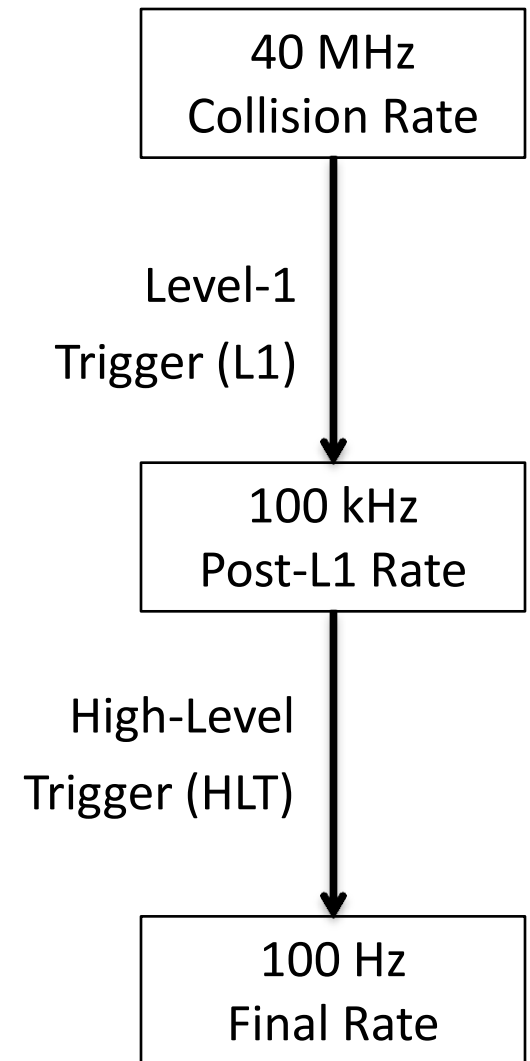 40 MHz
Collision Rate
Level-1
Trigger (L1)
100 kHz
Post-L1 Rate
High-Level
Trigger (HLT)
100 Hz
Final Rate